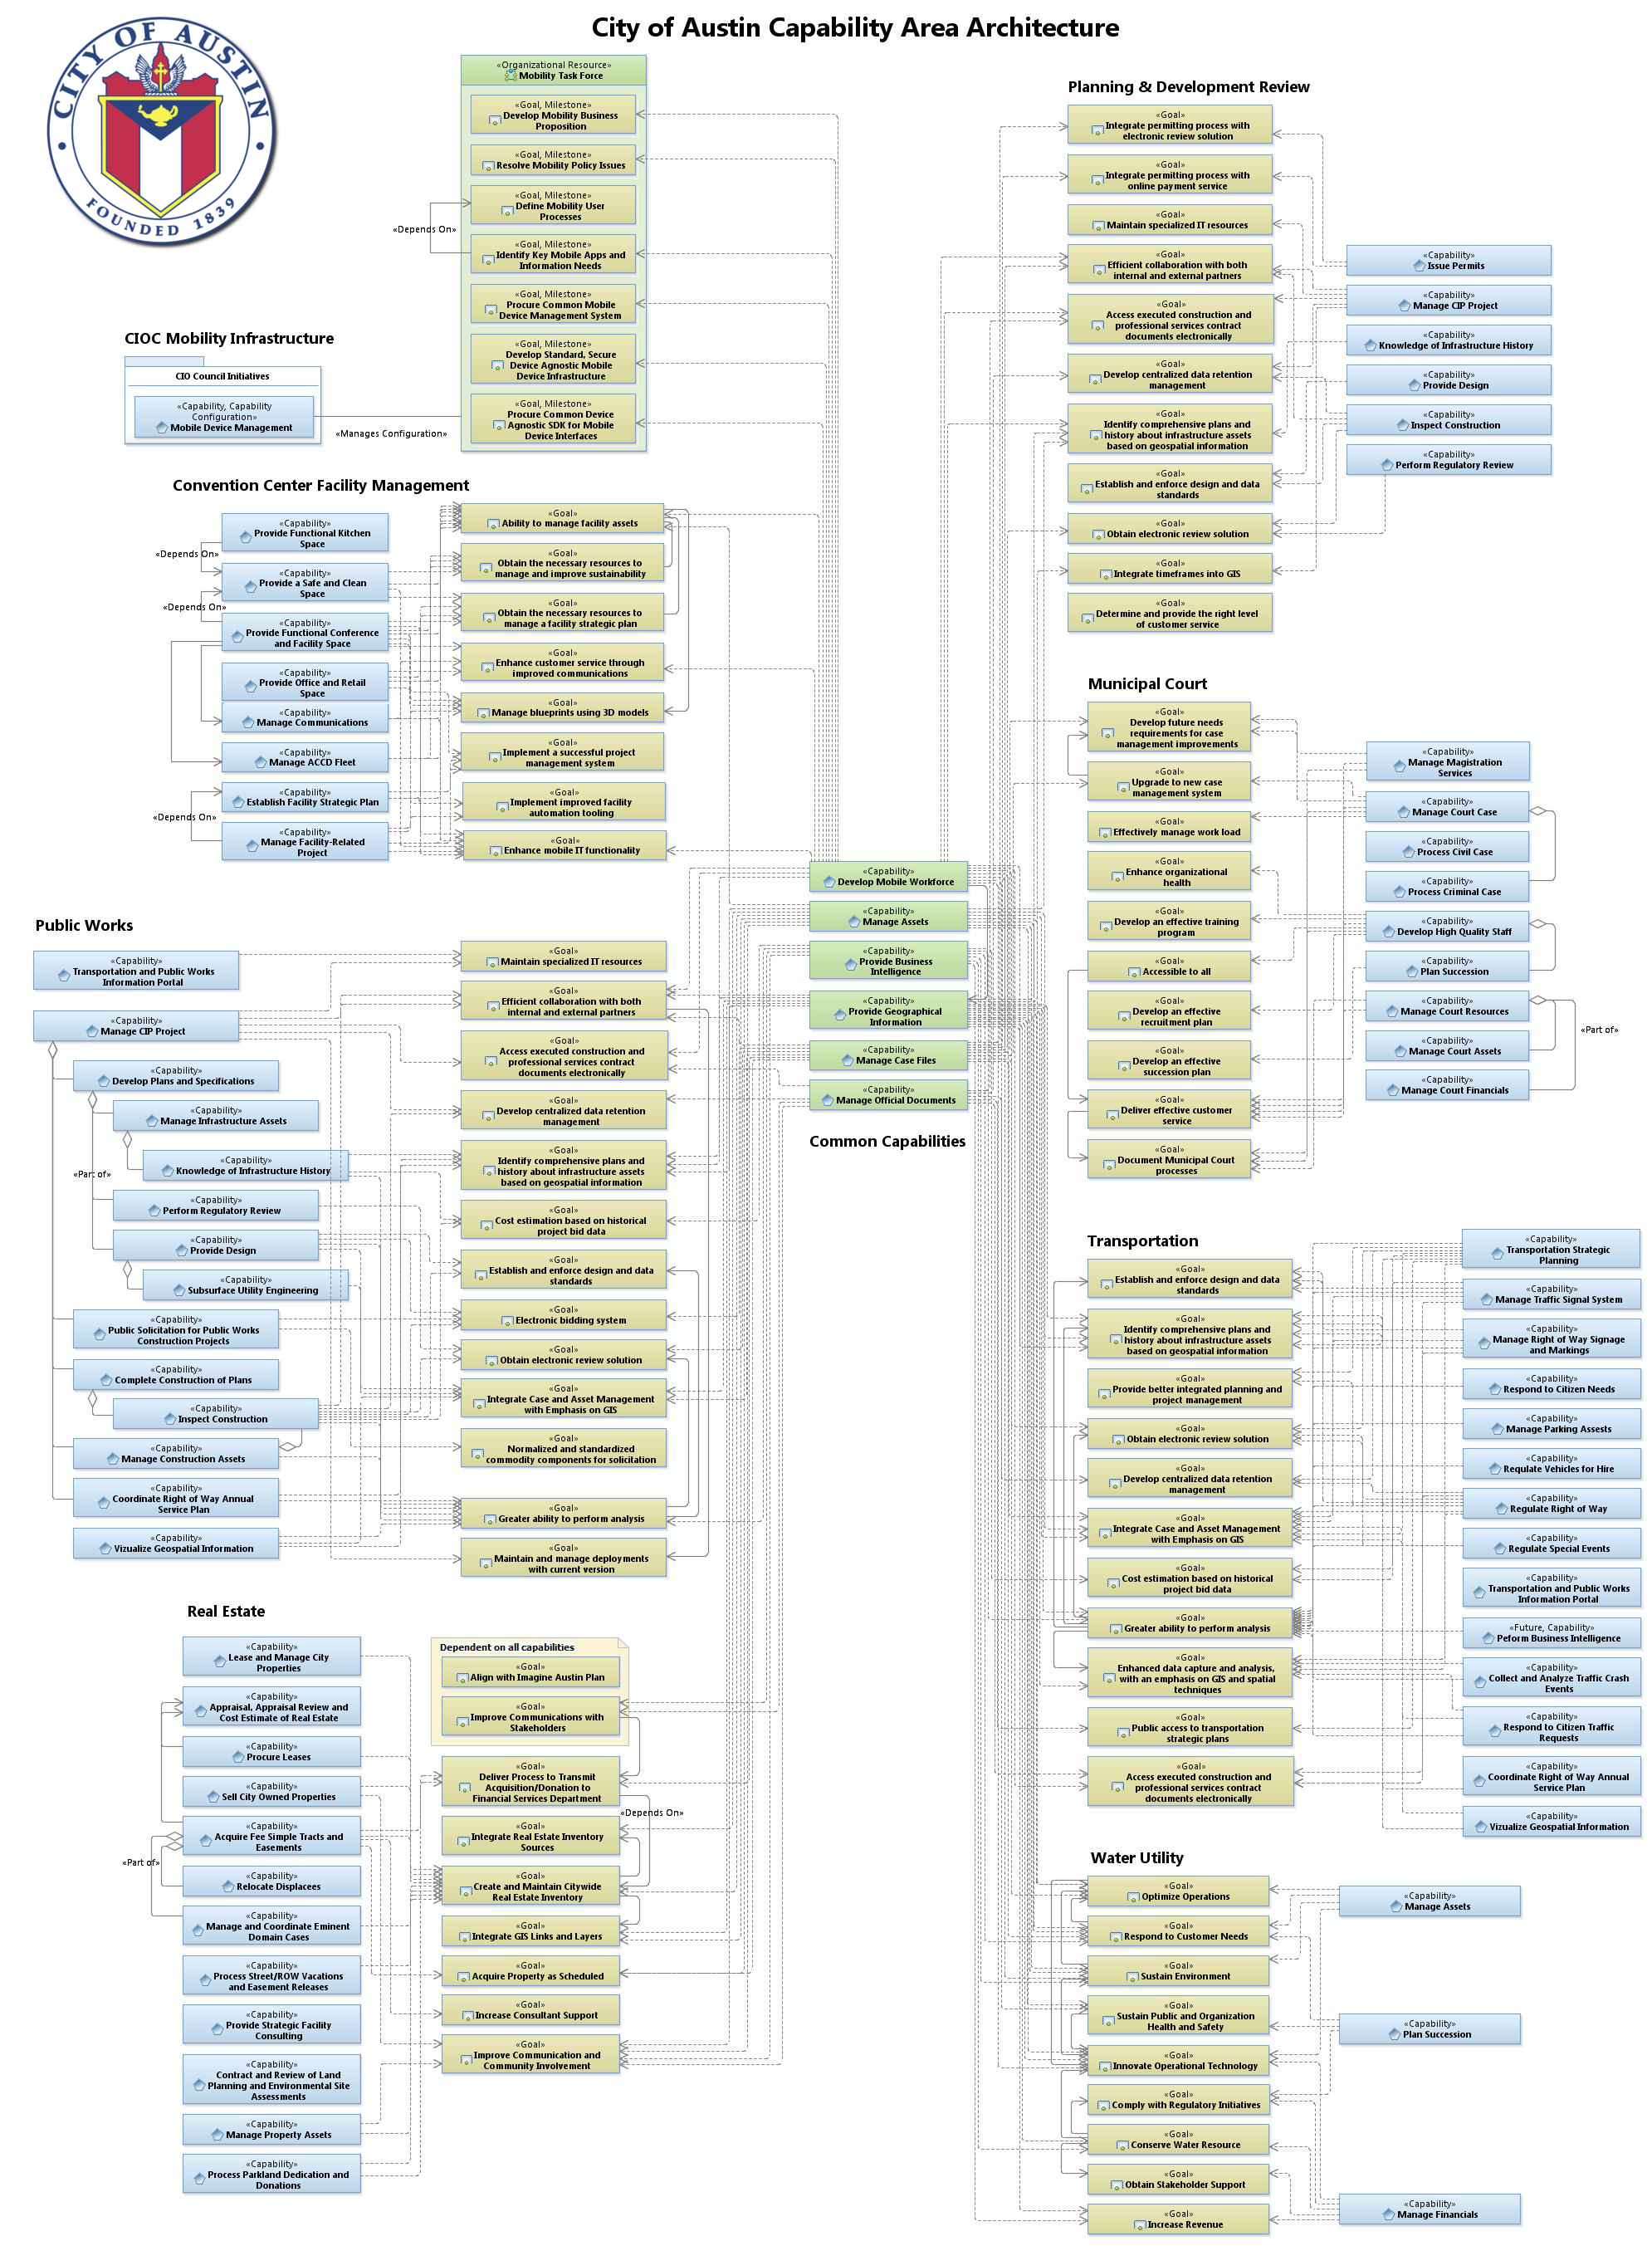 City of Austin Capability Area Architecture
CITY OF AUSTIN
FOUNDED 1839
«Organizational Resource»
Mobility Task Force
«Goal, Milestone»
Develop Mobility Business
Proposition
«Goal, Milestone»
Resolve Mobility Policy Issues
«Goal, Milestone»
Define Mobility User
Processes
«Depends On»
«Goal, Milestone»
Identify Key Mobile Apps and
Information Needs
«Goal, Milestone»
Procure Common Mobile
Device Management System
«Goal, Milestone»
Develop Standard, Secure
Device Agnostic Mobile
Device Infrastructure
«Goal, Milestone»
Procure Common Device
Agnostic SDK for Mobile
Device Interfaces
CIOC Mobility Infrastructure
CIO Council Initiatives
«Capability, Capability
Configuration»
Mobile Device Management
«Manages Configuration»
Convention Center Facility Management
«Capability»
Provide Functional Kitchen
Space
«Depends On»
«Capability»
Provide a Safe and Clean
Space
«Depends On»
«Capability»
Provide Functional Conference
and Facility Space
«Capability»
Provide Office and Retail
Space
«Capability»
Manage Communications
«Capability»
Manage ACCD Fleet
«Capability»
Establish Facility Strategic Plan
«Depends On»
«Capability»
Manage Facility-Related
Project
«Goal»
Ability to manage facility assets
«Goal»
Obtain the necessary resources to
manage and improve sustainability
«Goal»
Obtain the necessary resources to
manage a facility strategic plan
«Goal»
Enhance customer service through
improved communications
«Goal»
Manage blueprints using 3D models
«Goal»
Implement a successful project
management system
«Goal»
Implement improved facility
automation tooling
«Goal»
Enhance mobile IT functionality
Public Works
«Capability»
Transportation and Public Works
Information Portal
«Capability»
Manage CIP Project
«Capability»
Develop Plans and Specifications
«Capability»
Manage Infrastructure Assets
«Capability»
Knowledge of Infrastructure History
«Part of»
«Capability»
Perform Regulatory Review
«Capability»
Provide Design
«Capability»
Subsurface Utility Engineering
«Capability»
Public Solicitation for Public Works
Construction Projects
«Capability»
Complete Construction of Plans
«Capability»
Inspect Construction
«Capability»
Manage Construction Assets
«Capability»
Coordinate Right of Way Annual
Service Plan
«Capability»
Vizualize Geospatial Information
«Goal»
Maintain specialized IT resources
«Goal»
Efficient collaboration with both
internal and external partners
«Goal»
Access executed construction and
professional services contract
documents electronically
«Goal»
Develop centralized data retention
management
«Goal»
Identify comprehensive plans and
history about infrastructure assets
based on geospatial information
«Goal»
Cost estimation based on historical
project bid data
«Goal»
Establish and enforce design and data
standards
«Goal»
Electronic bidding system
«Goal»
Obtain electronic review solution
«Goal»
Integrate Case and Asset Management
with Emphasis on GIS
«Goal»
Normalized and standardized
commodity components for solicitation
«Goal»
Greater ability to perform analysis
«Goal»
Maintain and manage deployments
with current version
Real Estate
«Capability»
Lease and Manage City
Properties
«Capability»
Appraisal, Appraisal Review and
Cost Estimate of Real Estate
«Capability»
Procure Leases
«Capability»
Sell City Owned Properties
«Capability»
Acquire Fee Simple Tracts and
Easements
«Part of»
«Capability»
Relocate Displacees
«Capability»
Manage and Coordinate Eminent
Domain Cases
«Capability»
Process Street/ROW Vacations
and Easement Releases
«Capability»
Provide Strategic Facility
Consulting
«Capability»
Contract and Review of Land
Planning and Environmental Site
Assessments
«Capability»
Manage Property Assets
«Capability»
Process Parkland Dedication and
Donations
Dependent on all capabilities
«Goal»
Align with Imagine Austin Plan
«Goal»
Improve Communications with
Stakeholders
«Goal»
Deliver Process to Transmit
Acquisition/Donation to
Financial Services Department
«Depends On»
«Goal»
Integrate Real Estate Inventory
Sources
«Goal»
Create and Maintain Citywide
Real Estate Inventory
«Goal»
Integrate GIS Links and Layers
«Goal»
Acquire Property as Scheduled
«Goal»
Increase Consultant Support
«Goal»
Improve Communication and
Community Involvement
«Capability»
Develop Mobile Workforce
«Capability»
Manage Assets
«Capability»
Provide Business
Intelligence
«Capability»
Provide Geographical
Information
«Capability»
Manage Case Files
«Capability»
Manage Official Documents
Common Capabilities
Planning & Development Review
«Goal»
Integrate permitting process with
electronic review solution
«Goal»
Integrate permitting process with
online payment service
«Goal»
Maintain specialized IT resources
«Goal»
Efficient collaboration with both
internal and external partners
«Goal»
Access executed construction and
professional services contract
documents electronically
«Goal»
Develop centralized data retention
management
«Goal»
Identify comprehensive plans and
history about infrastructure assets
based on geospatial information
«Goal»
Establish and enforce design and data
standards
«Goal»
Obtain electronic review solution
«Goal»
Integrate timeframes into GIS
«Goal»
Determine and provide the right level
of customer service
«Capability»
Issue Permits
«Capability»
Manage CIP Project
«Capability»
Knowledge of Infrastructure History
«Capability»
Provide Design
«Capability»
Inspect Construction
«Capability»
Perform Regulatory Review
Municipal Court
«Goal»
Develop future needs
requirements for case
management improvements
«Goal»
Upgrade to new case
management system
«Goal»
Effectively manage work load
«Goal»
Enhance organizational
health
«Goal»
Develop an effective training
program
«Goal»
Accessible to all
«Goal»
Develop an effective
recruitment plan
«Goal»
Develop an effective
succession plan
«Goal»
Deliver effective customer
service
«Goal»
Document Municipal Court
processes
«Capability»
Manage Magistration
Services
«Capability»
Manage Court Case
«Capability»
Process Civil Case
«Capability»
Process Criminal Case
«Capability»
Develop High Quality Staff
«Capability»
Plan Succession
«Capability»
Manage Court Resources
«Part of»
«Capability»
Manage Court Assets
«Capability»
Manage Court Financials
Transportation
«Goal»
Establish and enforce design and data
standards
«Goal»
Identify comprehensive plans and
history about infrastructure assets
based on geospatial information
«Goal»
Provide better integrated planning and
project management
«Goal»
Obtain electronic review solution
«Goal»
Develop centralized data retention
management
«Goal»
Integrate Case and Asset Management
with Emphasis on GIS
«Goal»
Cost estimation based on historical
project bid data
«Goal»
Greater ability to perform analysis
«Goal»
Enhanced data capture and analysis,
with an emphasis on GIS and spatial
techniques
«Goal»
Public access to transportation
strategic plans
«Goal»
Access executed construction and
professional services contract
documents electronically
«Capability»
Transportation Strategic
Planning
«Capability»
Manage Traffic Signal System
«Capability»
Manage Right of Way Signage
and Markings
«Capability»
Respond to Citizen Needs
«Capability»
Manage Parking Assests
«Capability»
Requlate Vehicles for Hire
«Capability»
Regulate Right of Way
«Capability»
Regulate Special Events
«Capability»
Transportation and Public Works
Information Portal
«Future, Capability»
Peform Business Intelligence
«Capability»
Collect and Analyze Traffic Crash
Events
«Capability»
Respond to Citizen Traffic
Requests
«Capability»
Coordinate Right of Way Annual
Service Plan
«Capability»
Vizualize Geospatial Information
Water Utility
«Goal»
Optimize Operations
«Goal»
Respond to Customer Needs
«Goal»
Sustain Environment
«Goal»
Sustain Public and Organization
Health and Safety
«Goal»
Innovate Operational Technology
«Goal»
Comply with Regulatory Initiatives
«Goal»
Conserve Water Resource
«Goal»
Obtain Stakeholder Support
«Goal»
Increase Revenue
«Capability»
Manage Assets
«Capability»
Plan Succession
«Capability»
Manage Financials